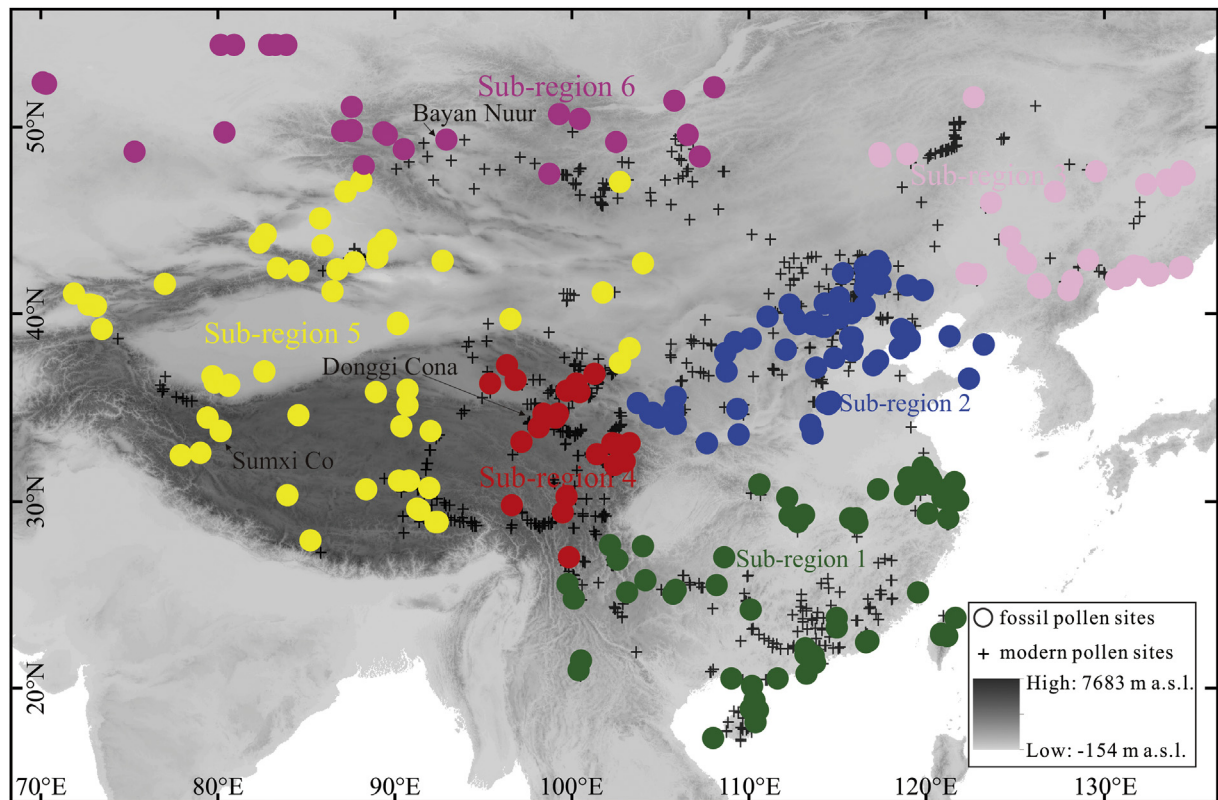 Sub-region 6
Bayan Nuur
50°N
Sub-region
40°N
Sub-region 5
Donggi Cona
Sub-region 2
Sumxi Co
Sub-region 4
30°N
Sub-region 1
fossil pollen sites
modern pollen sites
High: 7683 m a.s.l.
20°N
Low: -154 m a.s.l.
70°E 80°E 90°E 100°E 110°E 120°E 130°E